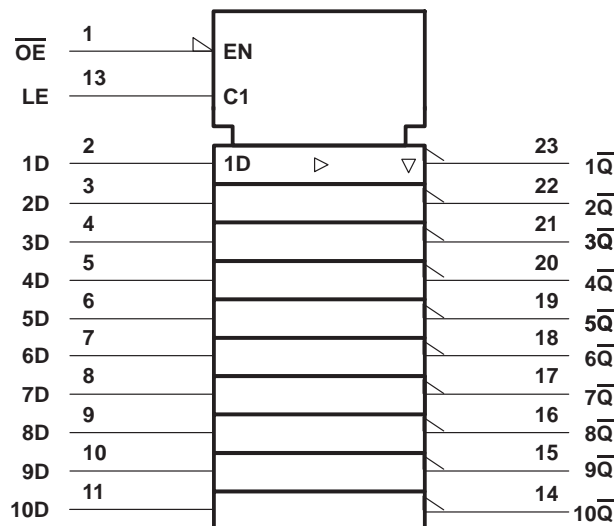 1
O̅E̅ EN
13
LE C1
2 23
1D 1D 1Q̅
3 22
2D 2Q̅
4 21
3D 3Q̅
5 20
4D 4Q̅
6 19
5D 5Q̅
7 18
6D 6Q̅
8 17
7D 7Q̅
9 16
8D 8Q̅
10 15
9D 9Q̅
11 14
10D 10Q̅